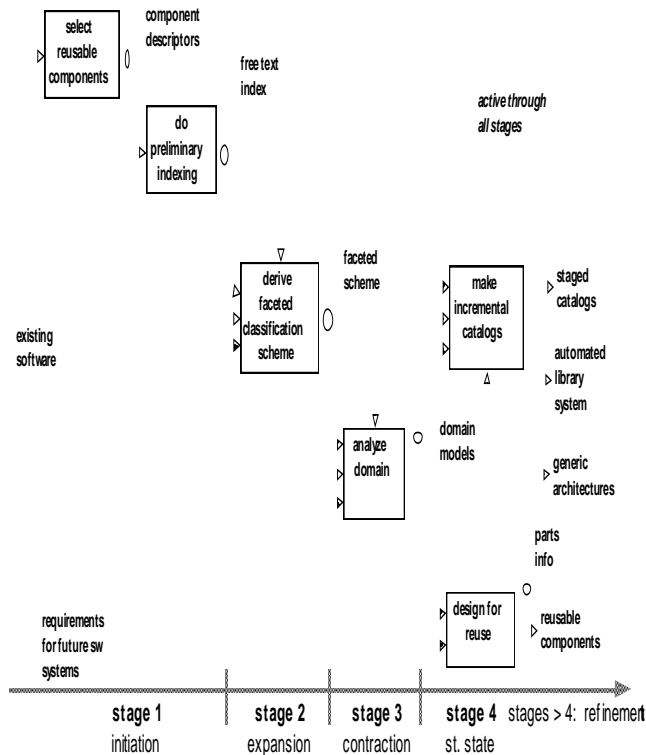 select
reusable
components
component
descriptors
free text
index
active through
all stages
do
preliminary
indexing
derive
faceted
classification
scheme
faceted
scheme
make
incremental
catalogs
staged
catalogs
existing
software
automated
library
system
analyze
domain
domain
models
generic
architectures
parts
info
design for
reuse
reusable
components
requirements
for future sw
systems
stage 1
stage 2
stage 3
stage 4
stages > 4: refinement
initiation
expansion
contraction
st. state